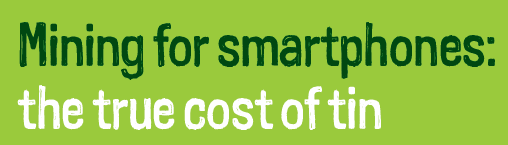 Mining for smartphones:
the true cost of tin